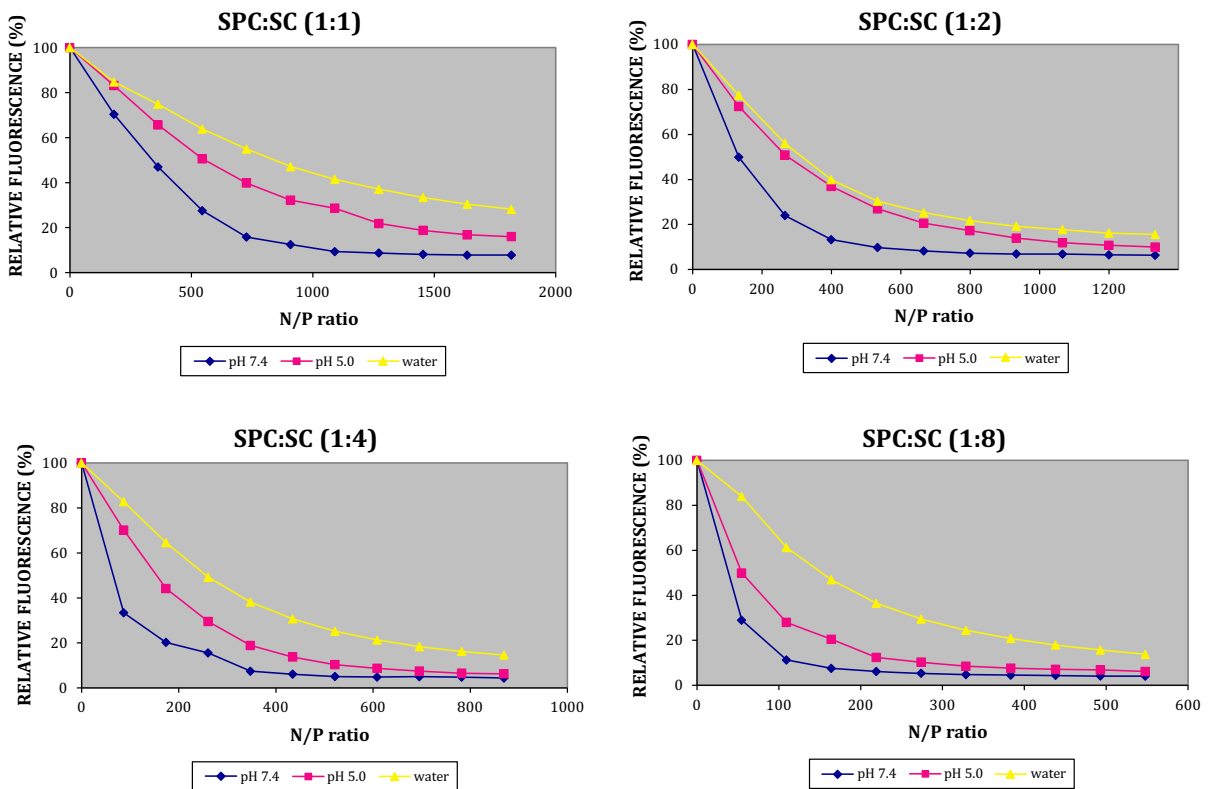 SPC:SC (1:1)
RELATIVE FLUORESCENCE (%)
100
80
60
40
20
0
0 500 1000 1500 2000
N/P ratio
pH 7.4 pH 5.0 water
SPC:SC (1:2)
RELATIVE FLUORESCENCE (%)
100
80
60
40
20
0
0 200 400 600 800 1000 1200
N/P ratio
pH 7.4 pH 5.0 water
SPC:SC (1:4)
RELATIVE FLUORESCENCE (%)
100
80
60
40
20
0
0 200 400 600 800 1000
N/P ratio
pH 7.4 pH 5.0 water
SPC:SC (1:8)
RELATIVE FLUORESCENCE (%)
100
80
60
40
20
0
0 100 200 300 400 500 600
N/P ratio
pH 7.4 pH 5.0 water